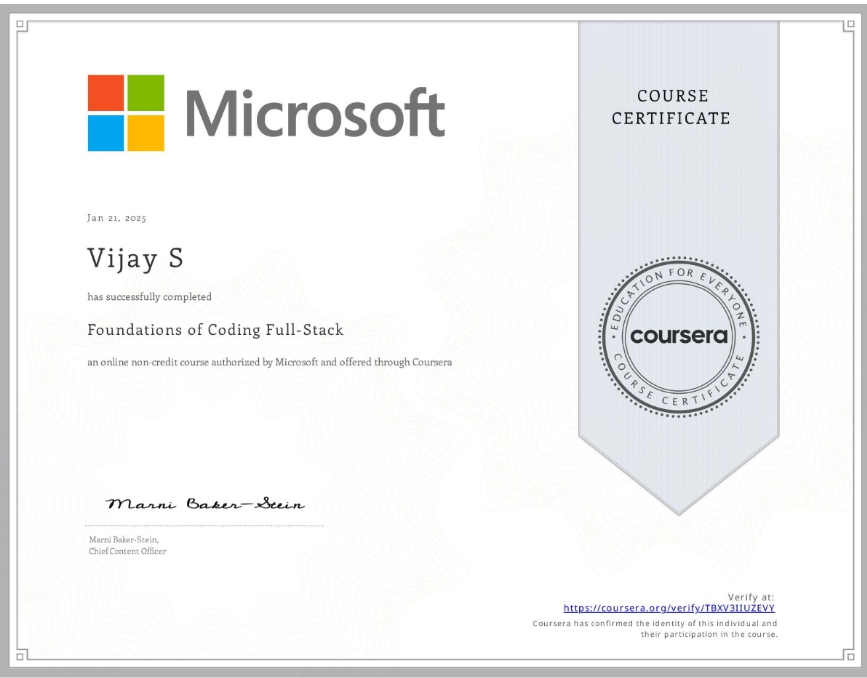 Microsoft
COURSE
CERTIFICATE
Jan 21, 2025
Vijay S
has successfully completed
Foundations of Coding Full-Stack
an online non-credit course authorized by Microsoft and offered through Coursera
EDUCATION FOR EVERYONE
coursera
COURSE CERTIFICATE
Marni Baker-Stein
Marni Baker-Stein,
Chief Content Officer
Verify at:
https://coursera.org/verify/TBXV3IIUZEVY
Coursera has confirmed the identity of this individual and
their participation in the course.